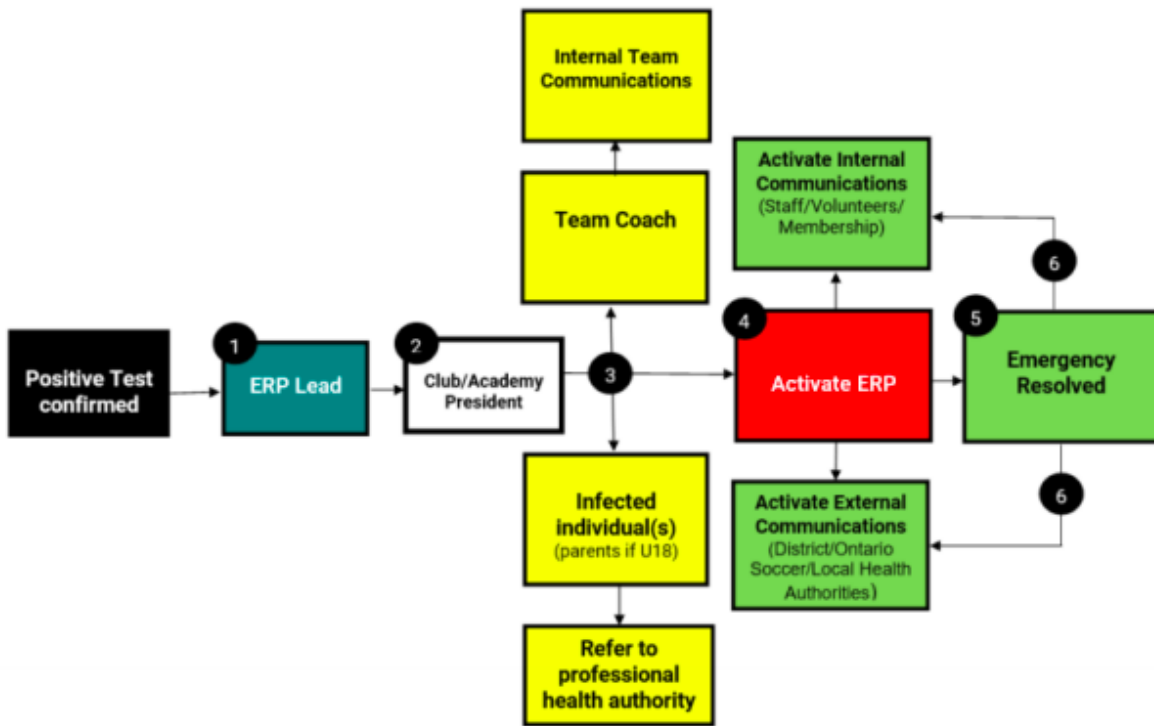 Internal Team
Communications
Team Coach
Activate Internal
Communications
(Staff/Volunteers/
Membership)
6
Positive Test
confirmed
1
ERP Lead
2
Club/Academy
President
3
4
Activate ERP
5
Emergency
Resolved
Infected
individual(s)
(parents if U18)
Activate External
Communications
(District/Ontario
Soccer/Local Health
Authorities)
6
Refer to
professional
health authority